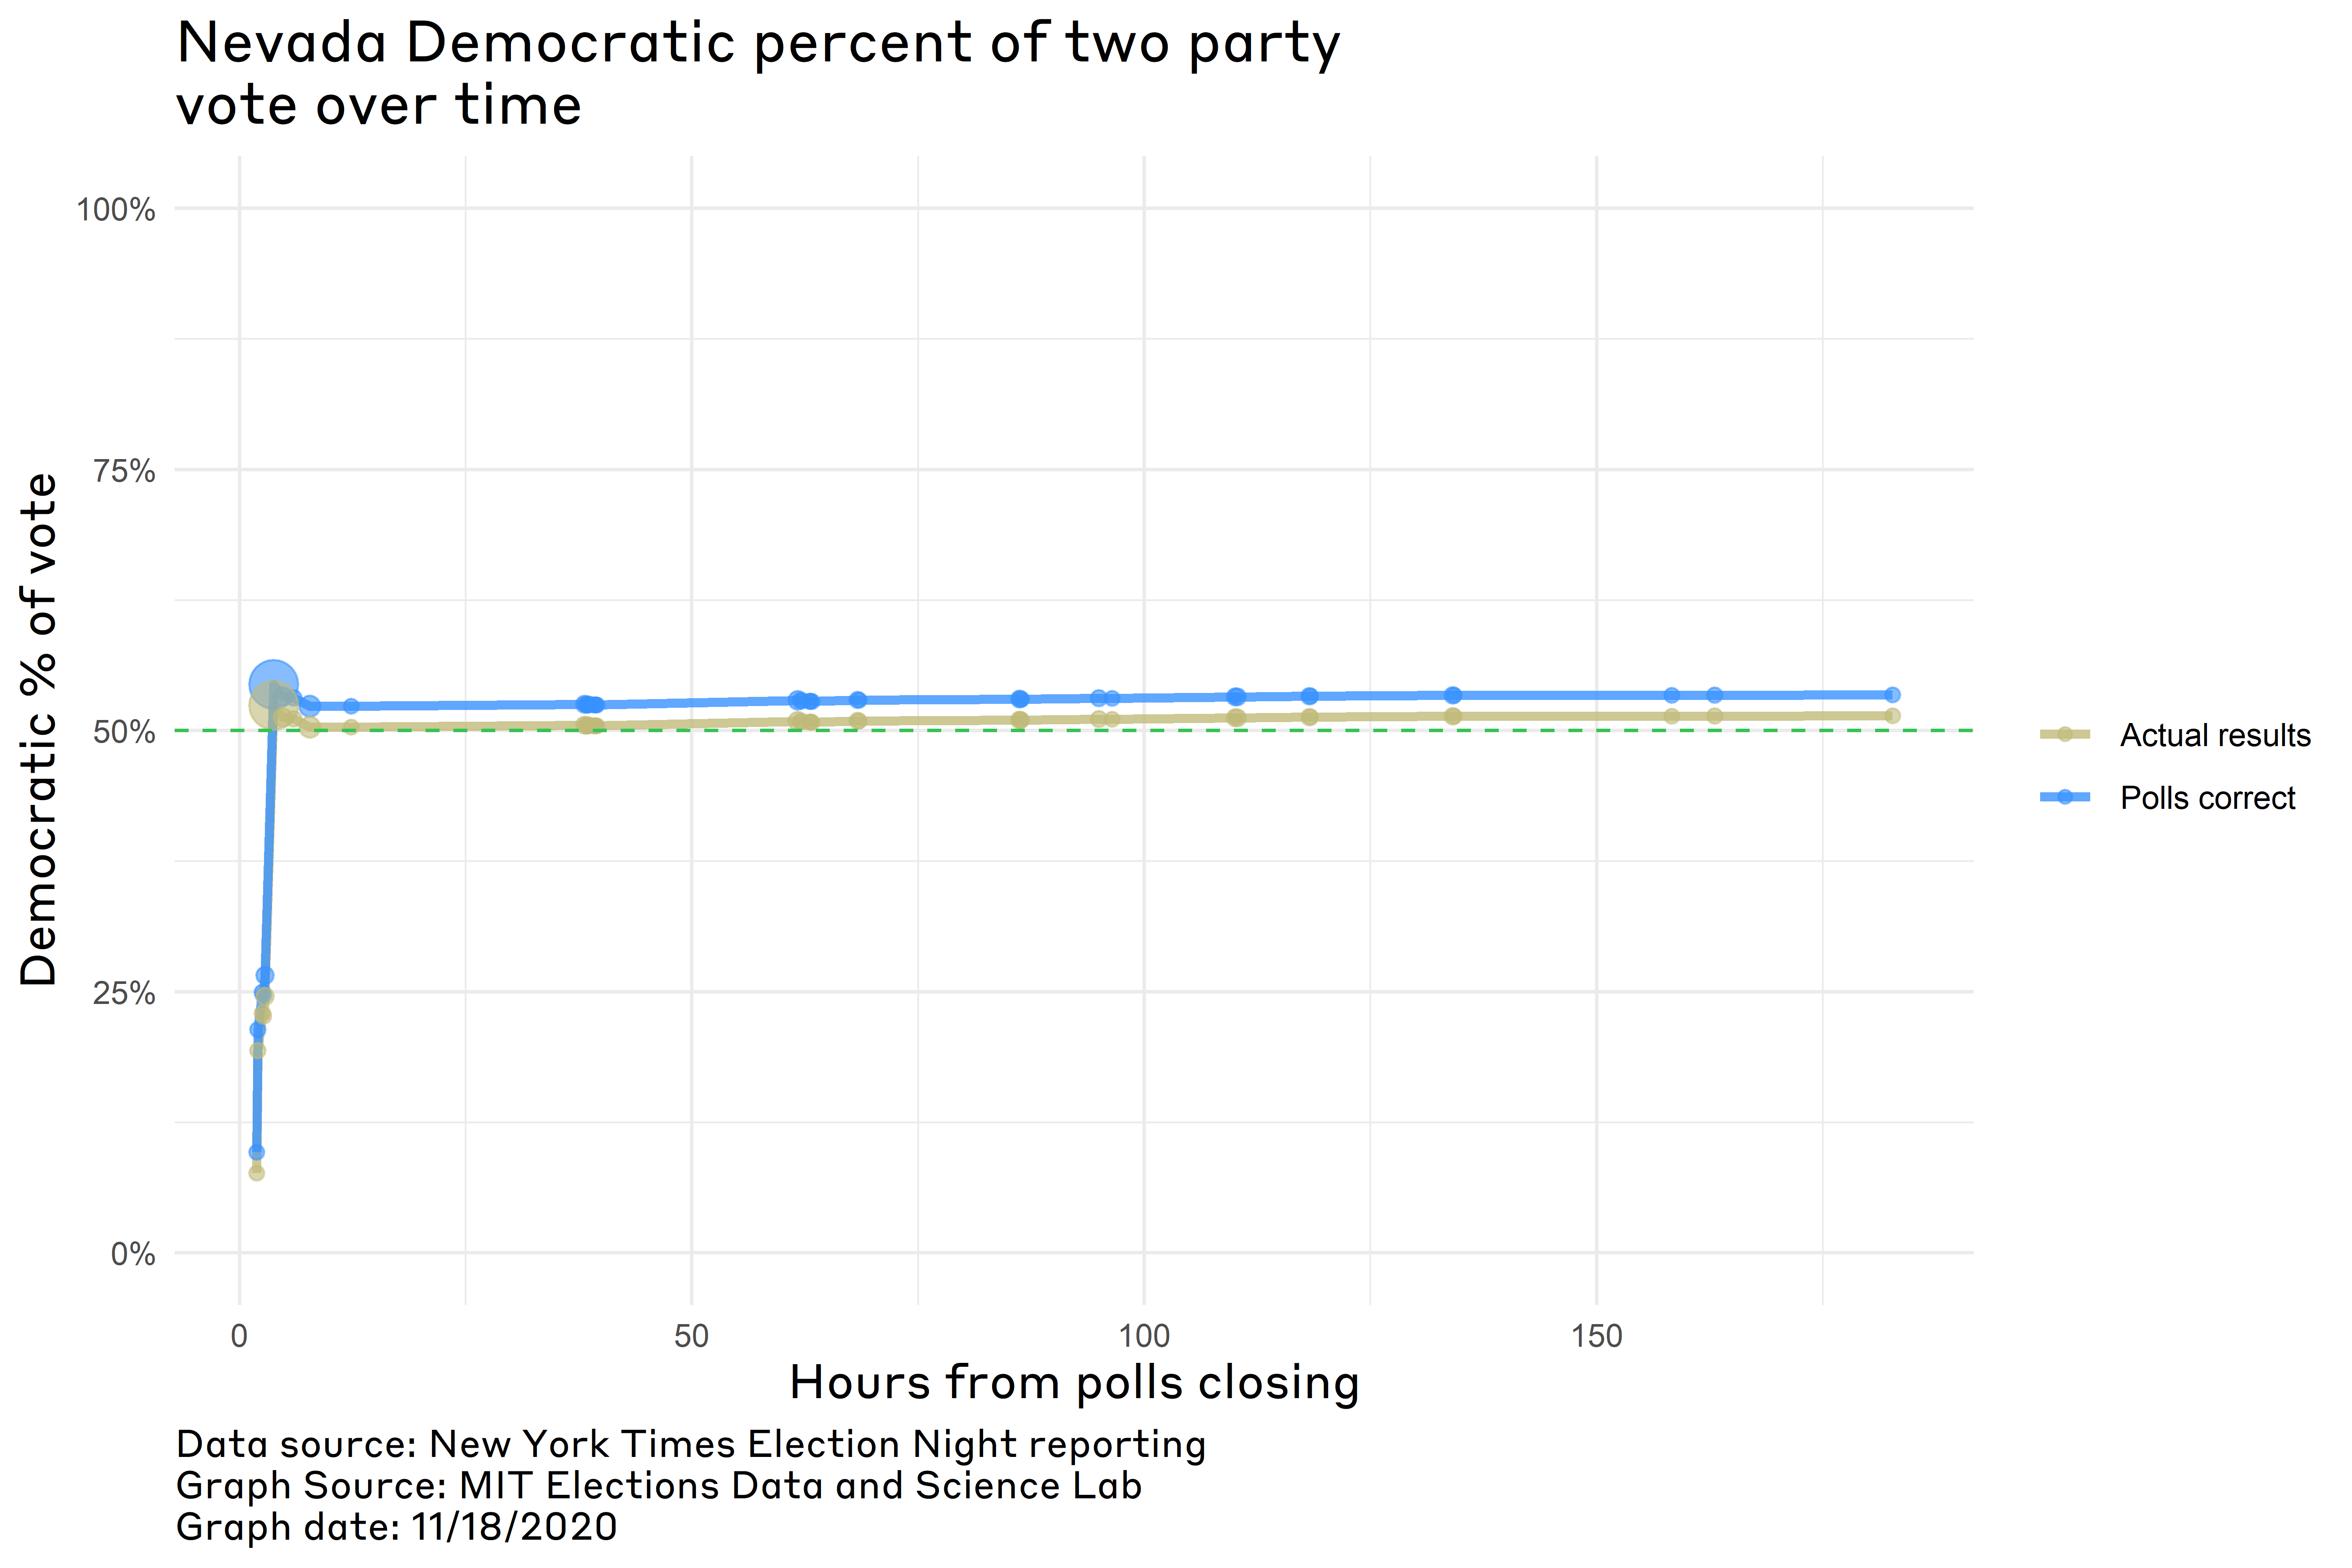 Nevada Democratic percent of two party
vote over time
Democratic % of vote
100%
75%
50%
25%
0%
0
50
100
150
Hours from polls closing
Actual results
Polls correct
Data source: New York Times Election Night reporting
Graph Source: MIT Elections Data and Science Lab
Graph date: 11/18/2020